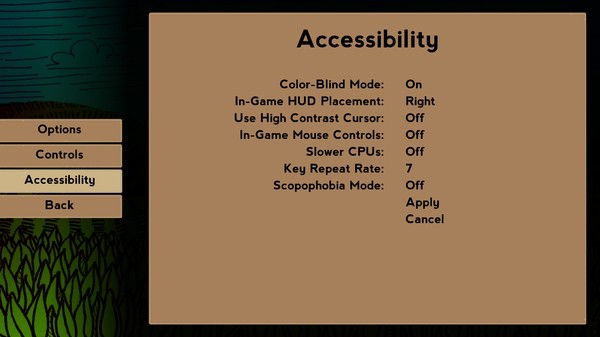 Accessibility
Color-Blind Mode: On
In-Game HUD Placement: Right
Use High Contrast Cursor: Off
In-Game Mouse Controls: Off
Slower CPUs: Off
Key Repeat Rate: 7
Scopophobia Mode: Off
Apply
Cancel
Options
Controls
Accessibility
Back